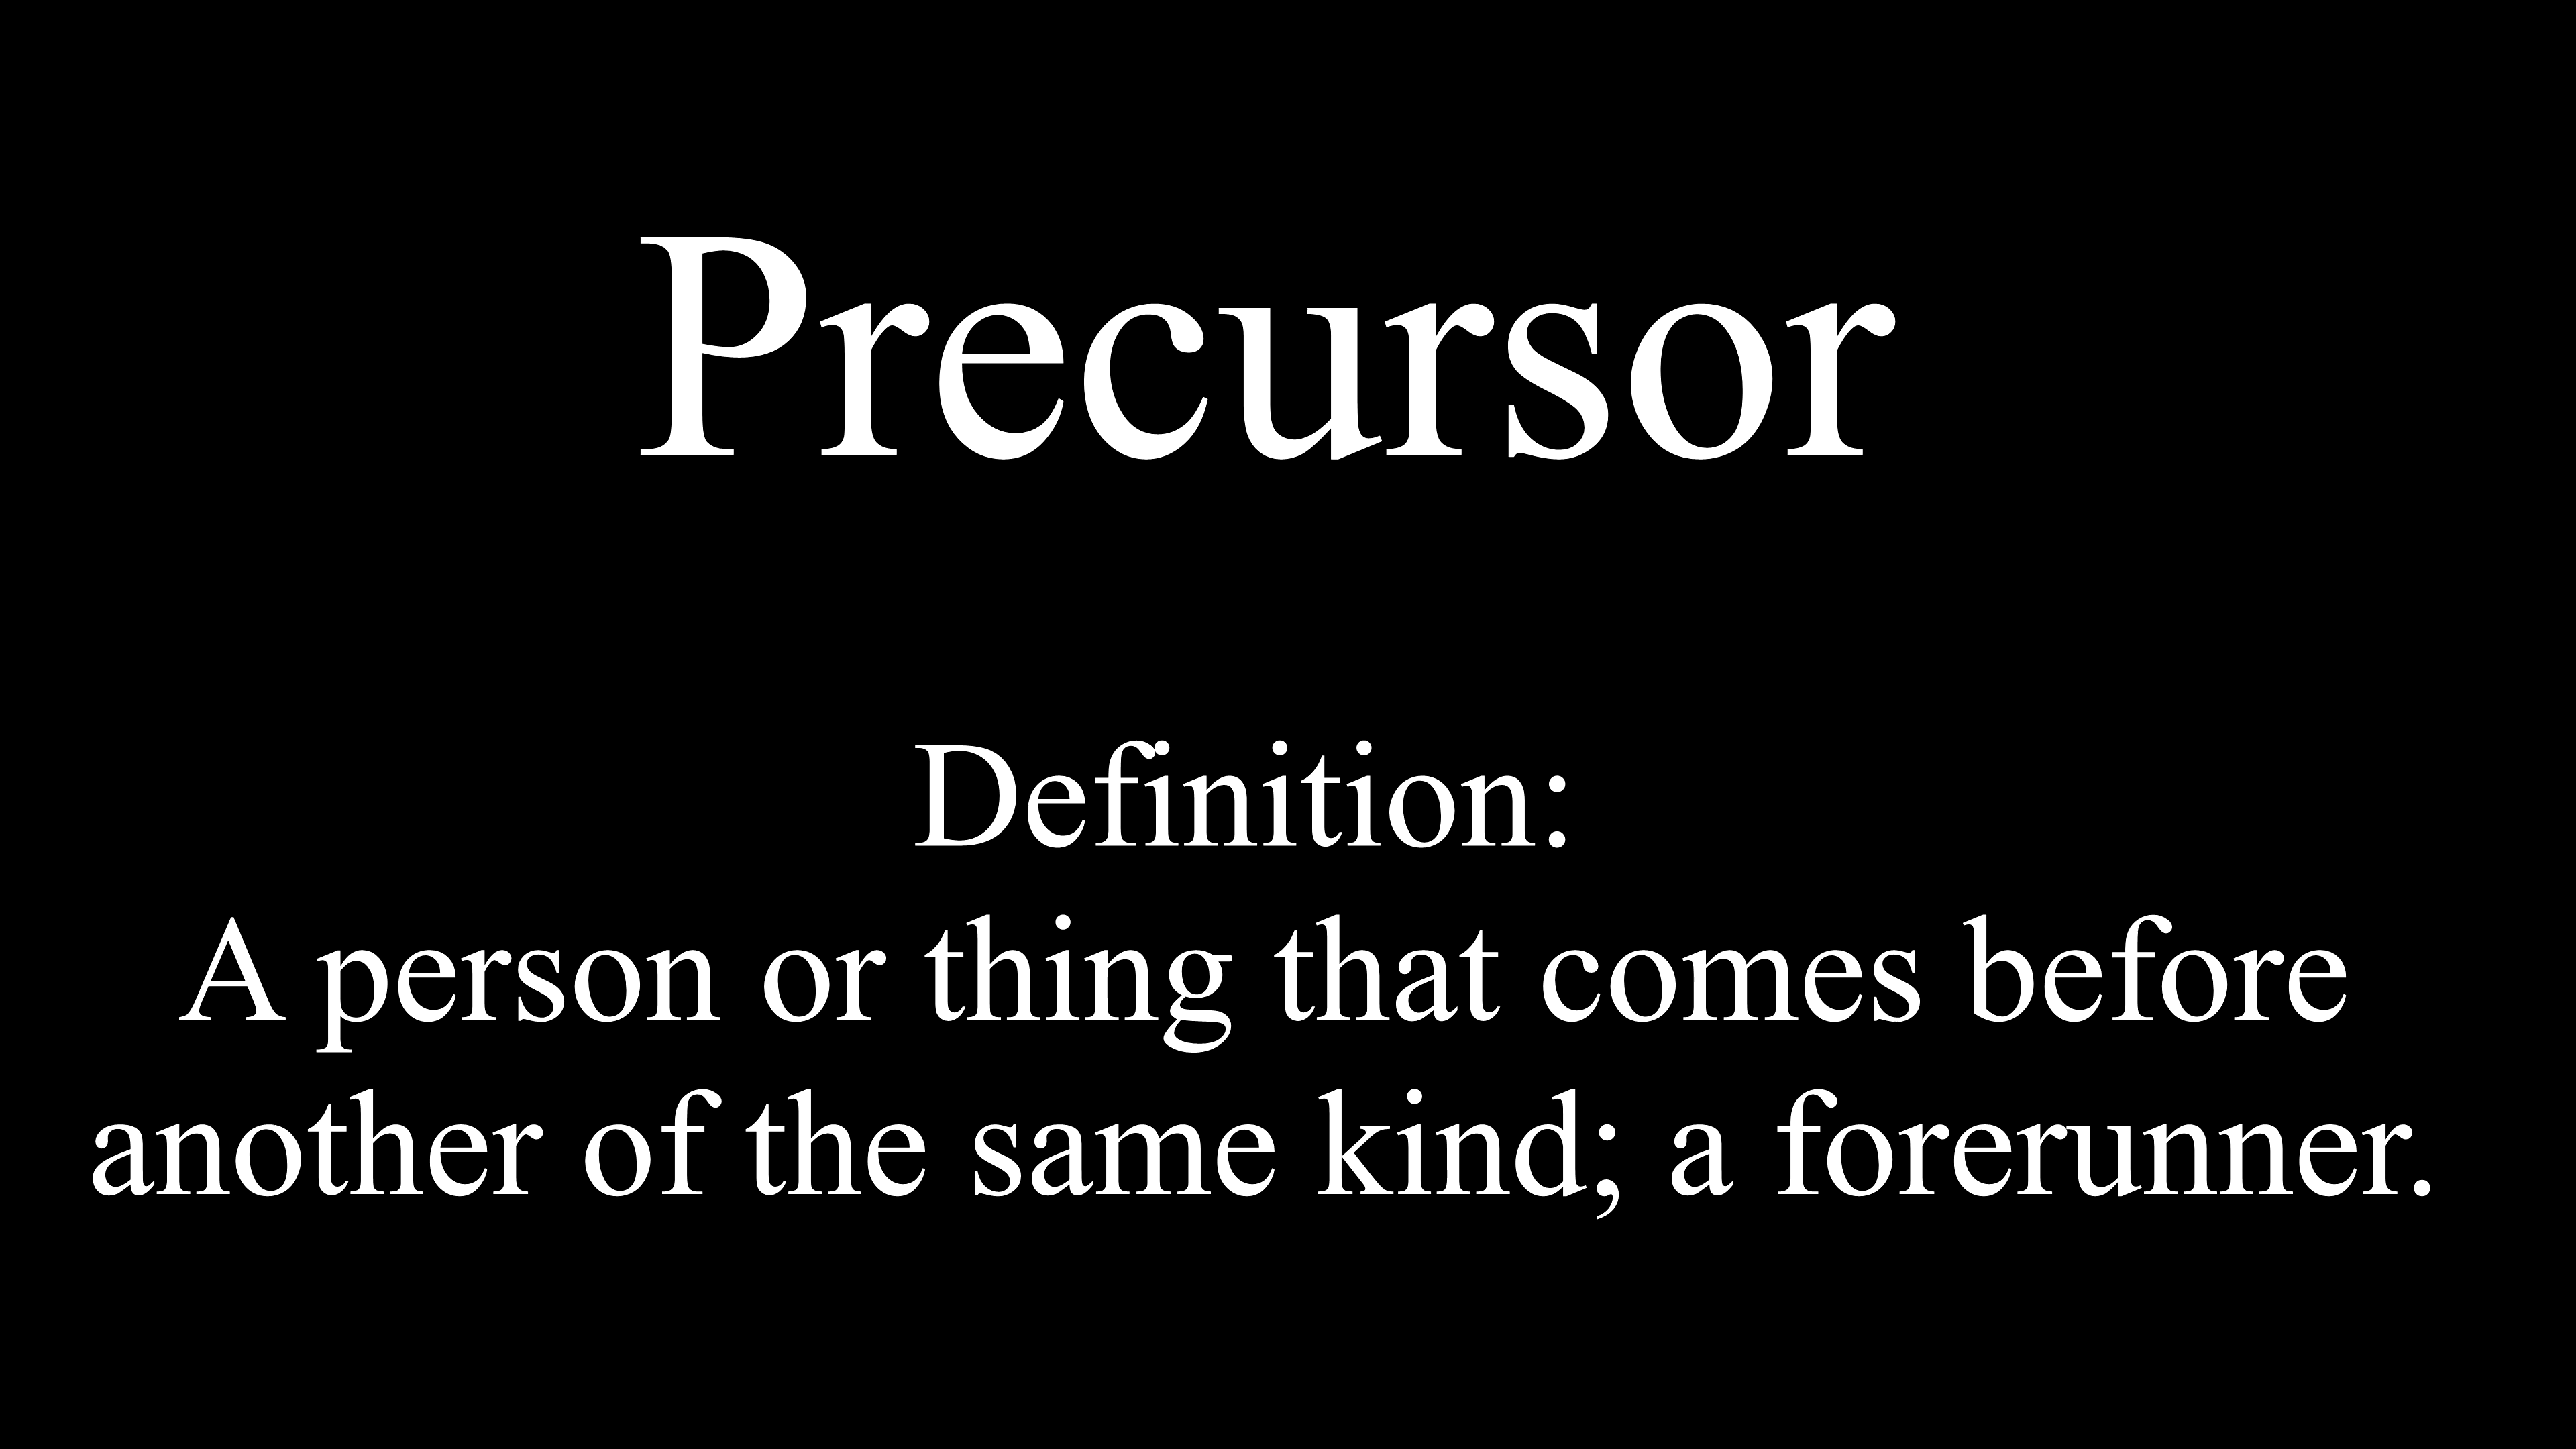 Precursor
Definition:
A person or thing that comes before
another of the same kind; a forerunner.